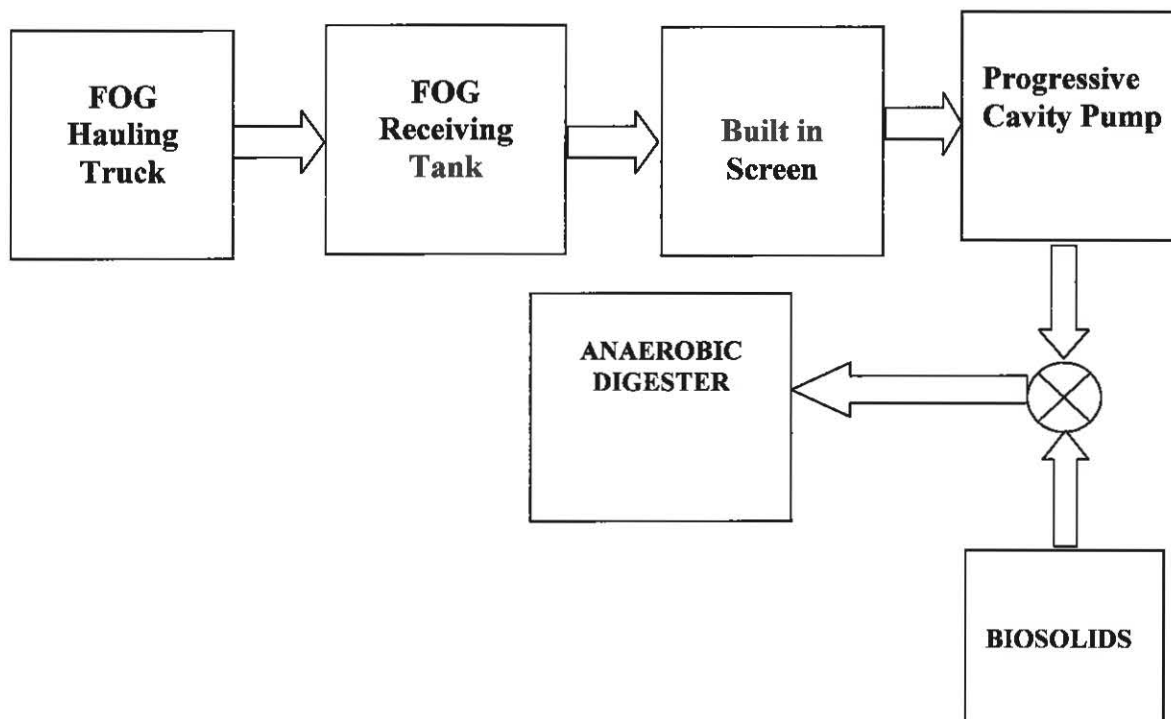 FOG
Hauling
Truck
FOG
Receiving
Tank
Built in
Screen
Progressive
Cavity Pump
ANAEROBIC
DIGESTER
BIOSOLIDS